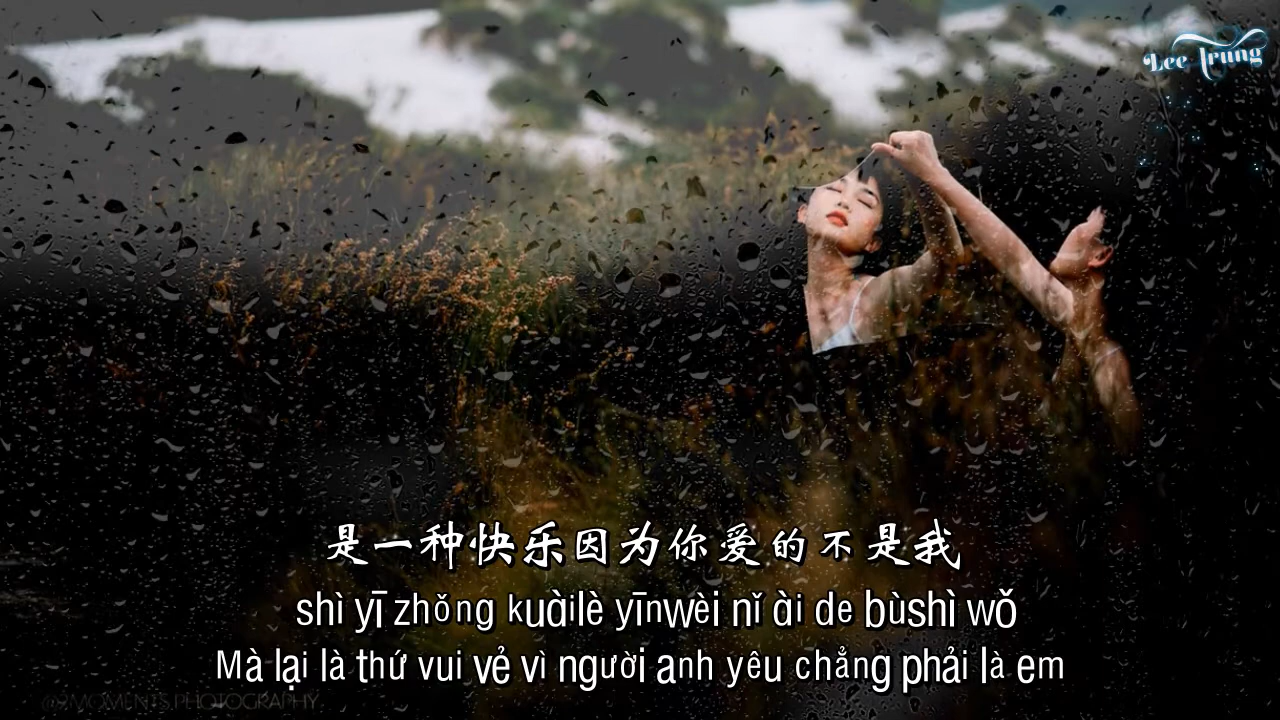 Lee Trung
是一种快乐因为你爱的不是我
shì yī zhǒng kuàilè yīnwèi nǐ ài de bùshì wǒ
Mà lại là thứ vui vẻ vì người anh yêu chẳng phải là em
@2MOMENTS.PHOTOGRAPHY